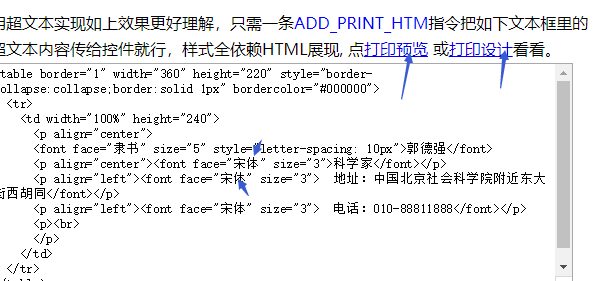 用超文本实现如上效果更好理解，只需一条ADD_PRINT_HTM指令把如下文本框里的
超文本内容传给控件就行，样式全依赖HTML展现, 点打印预览 或打印设计看看。
table border="1" width="360" height="220" style="border-
collapse:collapse;border:solid 1px" bordercolor="#000000">
<tr>
<td width="100%" height="240">
<p align="center">
<font face="隶书" size="5" style="letter-spacing: 10px">郭德强</font>
<p align="center"><font face="宋体" size="3">科学家</font></p>
<p align="left"><font face="宋体" size="3"> 地址：中国北京社会科学院附近东大
街西胡同</font></p>
<p align="left"><font face="宋体" size="3"> 电话：010-88811888</font></p>
<p><br>
</p>
</td>
</tr>
</table>